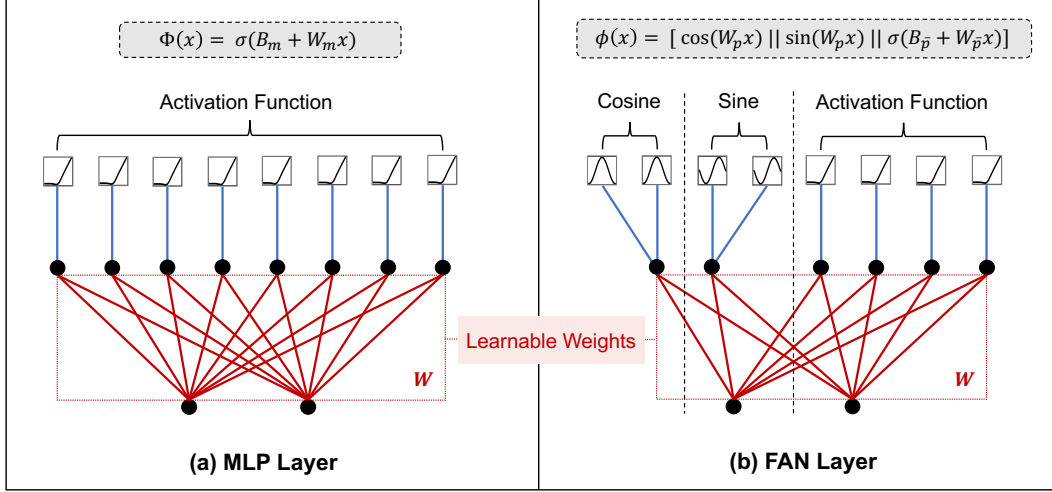 Φ(x) = σ(B_m + W_m x)
Activation Function
W
(a) MLP Layer
Learnable Weights
ϕ(x) = [ cos(W_p x) || sin(W_p x) || σ(B_p̄ + W_p̄ x)]
Cosine
Sine
Activation Function
W
(b) FAN Layer